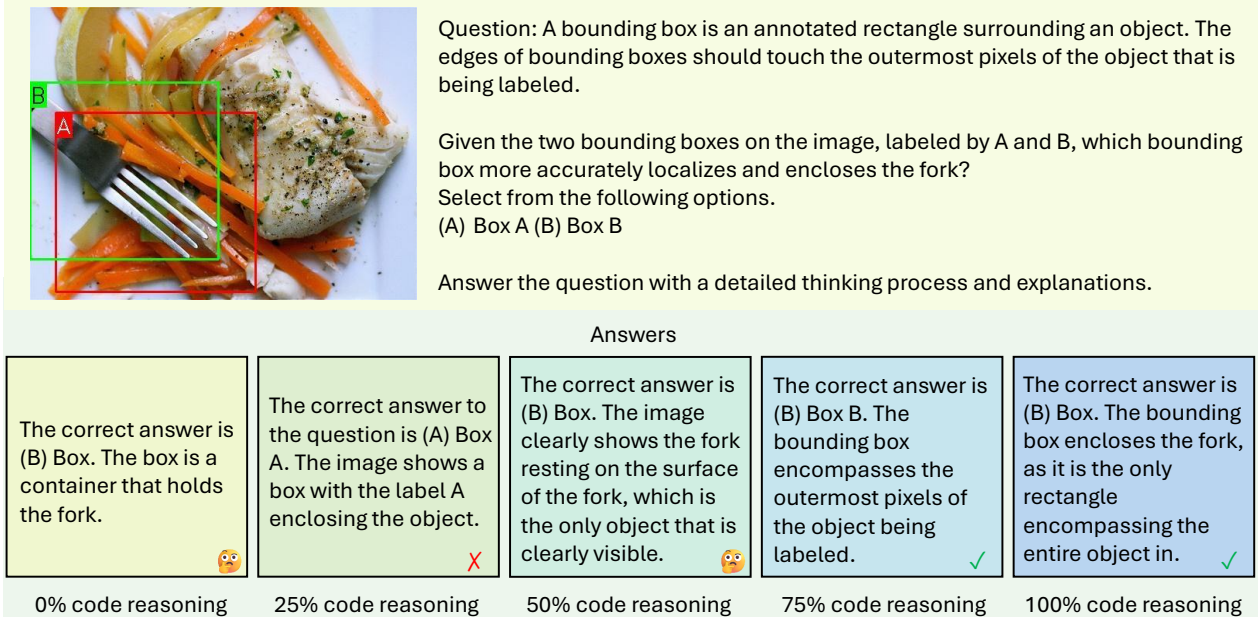 B
A
Question: A bounding box is an annotated rectangle surrounding an object. The
edges of bounding boxes should touch the outermost pixels of the object that is
being labeled.
Given the two bounding boxes on the image, labeled by A and B, which bounding
box more accurately localizes and encloses the fork?
Select from the following options.
(A) Box A (B) Box B
Answer the question with a detailed thinking process and explanations.
Answers
The correct answer is
(B) Box. The box is a
container that holds
the fork.
0% code reasoning
The correct answer to
the question is (A) Box
A. The image shows a
box with the label A
enclosing the object.
25% code reasoning
The correct answer is
(B) Box. The image
clearly shows the fork
resting on the surface
of the fork, which is
the only object that is
clearly visible.
50% code reasoning
The correct answer is
(B) Box B. The
bounding box
encompasses the
outermost pixels of
the object being
labeled.
75% code reasoning
The correct answer is
(B) Box. The bounding
box encloses the fork,
as it is the only
rectangle
encompassing the
entire object in.
100% code reasoning